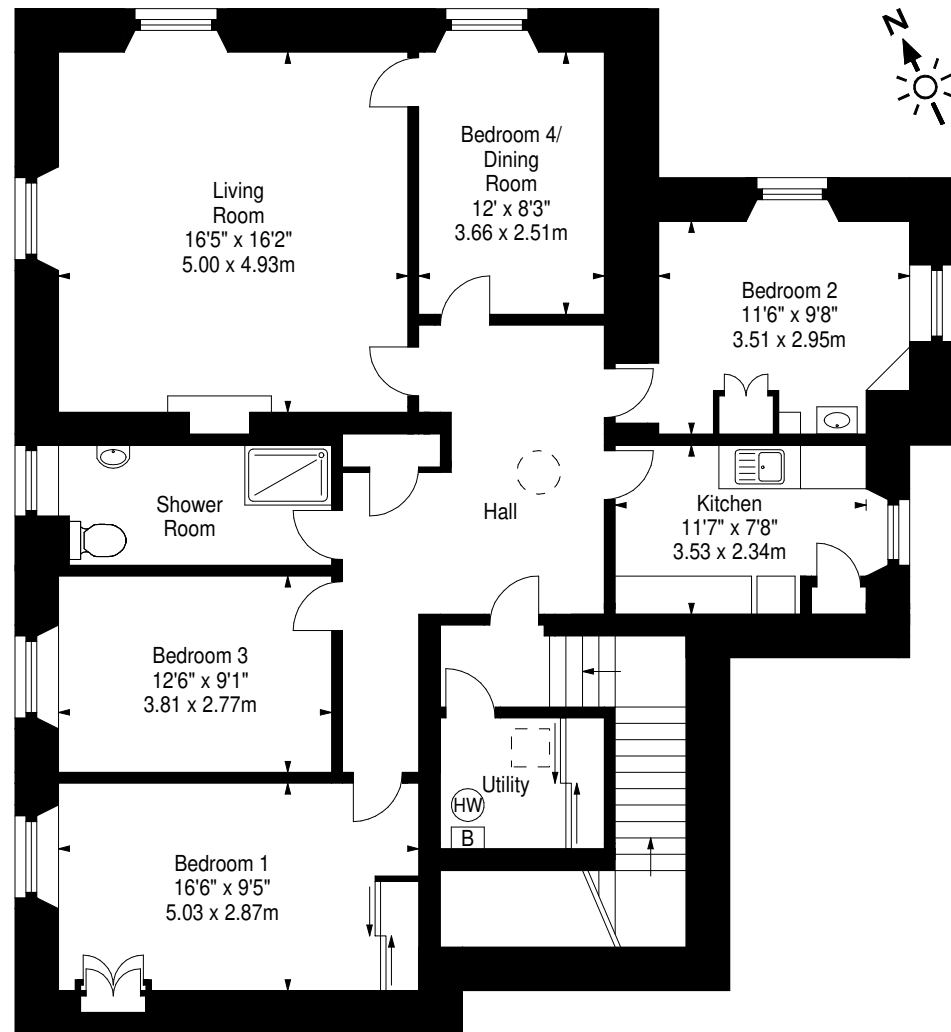 N
Living
Room
16'5" x 16'2"
5.00 x 4.93m
Bedroom 4/
Dining
Room
12' x 8'3"
3.66 x 2.51m
Bedroom 2
11'6" x 9'8"
3.51 x 2.95m
Shower
Room
Hall
Kitchen
11'7" x 7'8"
3.53 x 2.34m
Bedroom 3
12'6" x 9'1"
3.81 x 2.77m
Utility
HW
B
Bedroom 1
16'6" x 9'5"
5.03 x 2.87m